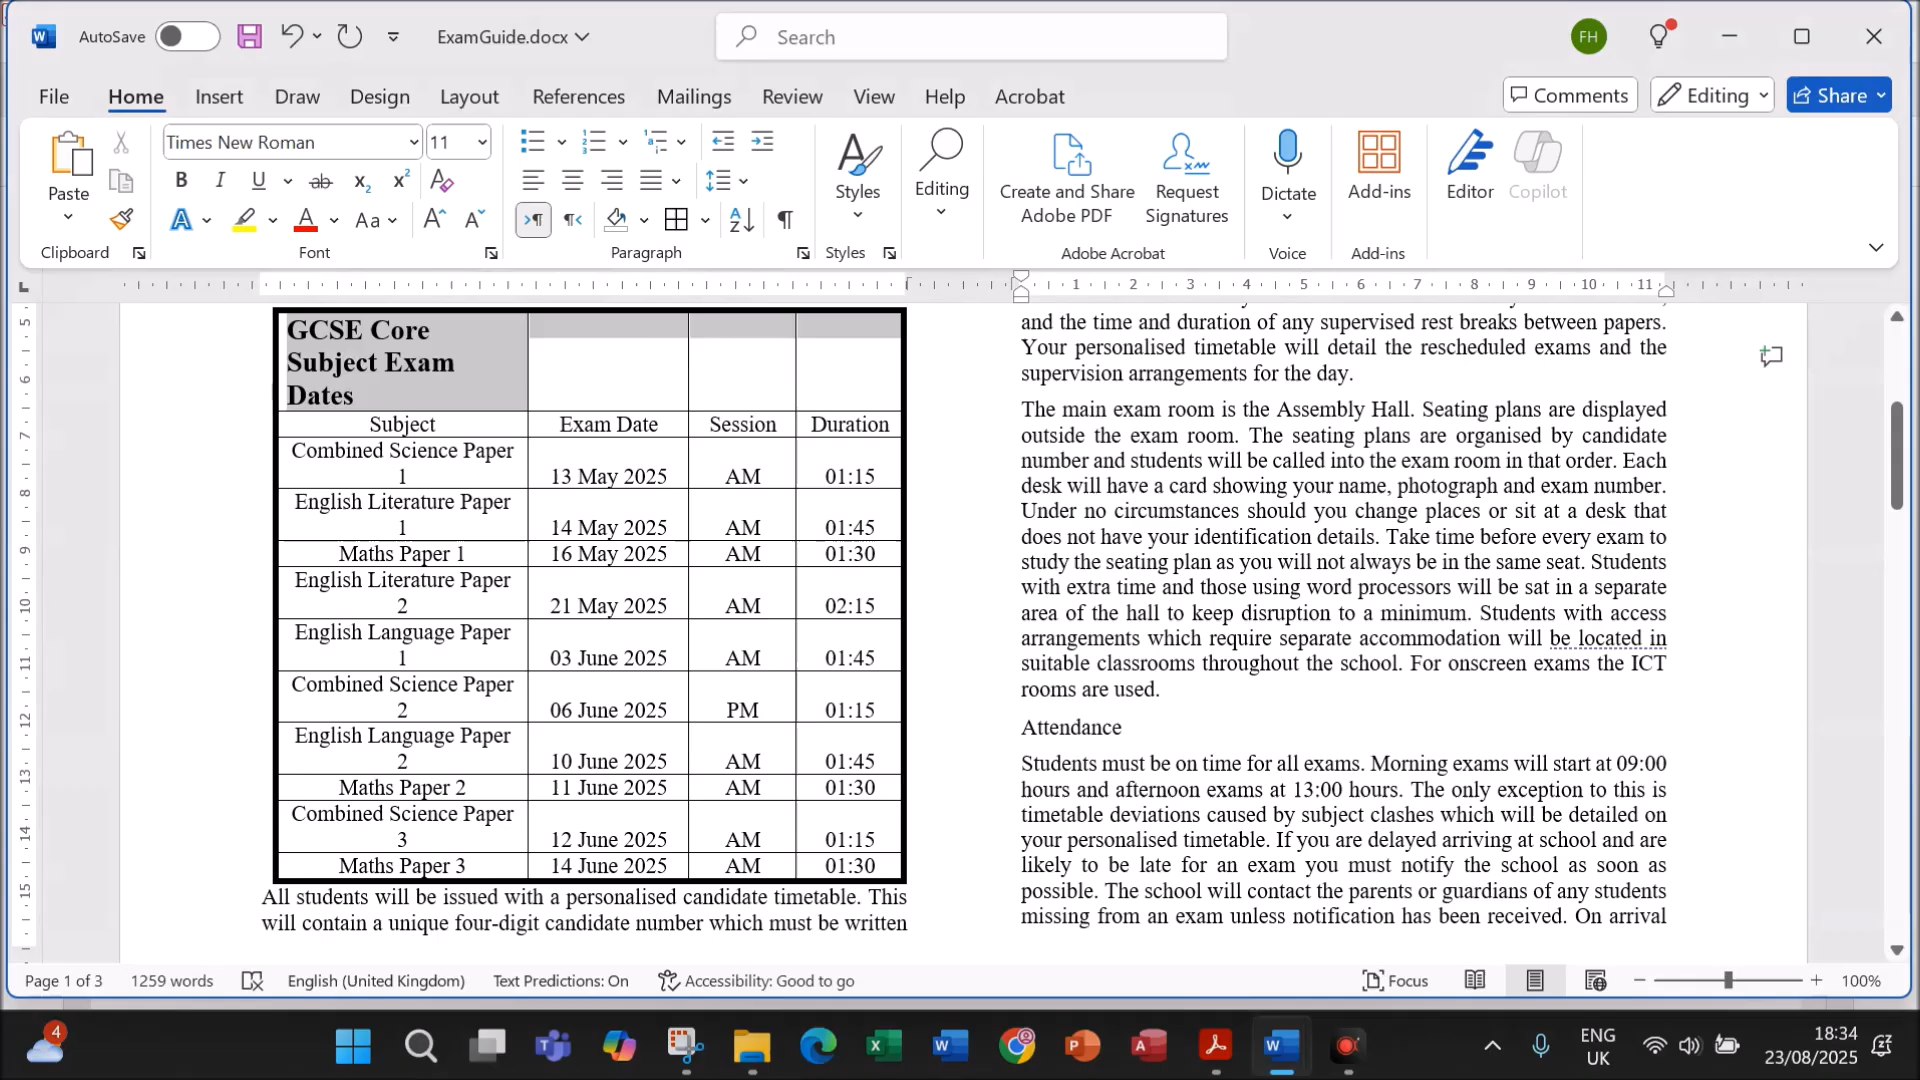 AutoSave
ExamGuide.docx
Search
FH
File Home Insert Draw Design Layout References Mailings Review View Help Acrobat
Comments Editing Share
Paste
Clipboard
Times New Roman 11
Font
Paragraph
Styles
Styles
Editing
Create and Share Adobe PDF
Request Signatures
Adobe Acrobat
Dictate
Voice
Add-ins
Add-ins
Editor
Copilot
1 2 3 4 5 6 7 8 9 10 11
5
6
7
8
9
10
11
12
13
14
15
GCSE Core
Subject Exam
Dates
Subject Exam Date Session Duration
Combined Science Paper
1 13 May 2025 AM 01:15
English Literature Paper
1 14 May 2025 AM 01:45
Maths Paper 1 16 May 2025 AM 01:30
English Literature Paper
2 21 May 2025 AM 02:15
English Language Paper
1 03 June 2025 AM 01:45
Combined Science Paper
2 06 June 2025 PM 01:15
English Language Paper
2 10 June 2025 AM 01:45
Maths Paper 2 11 June 2025 AM 01:30
Combined Science Paper
3 12 June 2025 AM 01:15
Maths Paper 3 14 June 2025 AM 01:30
All students will be issued with a personalised candidate timetable. This
will contain a unique four-digit candidate number which must be written
and the time and duration of any supervised rest breaks between papers.
Your personalised timetable will detail the rescheduled exams and the
supervision arrangements for the day.
The main exam room is the Assembly Hall. Seating plans are displayed
outside the exam room. The seating plans are organised by candidate
number and students will be called into the exam room in that order. Each
desk will have a card showing your name, photograph and exam number.
Under no circumstances should you change places or sit at a desk that
does not have your identification details. Take time before every exam to
study the seating plan as you will not always be in the same seat. Students
with extra time and those using word processors will be sat in a separate
area of the hall to keep disruption to a minimum. Students with access
arrangements which require separate accommodation will be located in
suitable classrooms throughout the school. For onscreen exams the ICT
rooms are used.
Attendance
Students must be on time for all exams. Morning exams will start at 09:00
hours and afternoon exams at 13:00 hours. The only exception to this is
timetable deviations caused by subject clashes which will be detailed on
your personalised timetable. If you are delayed arriving at school and are
likely to be late for an exam you must notify the school as soon as
possible. The school will contact the parents or guardians of any students
missing from an exam unless notification has been received. On arrival
Page 1 of 3 1259 words English (United Kingdom) Text Predictions: On Accessibility: Good to go Focus 100%
4
ENG
UK
18:34
23/08/2025